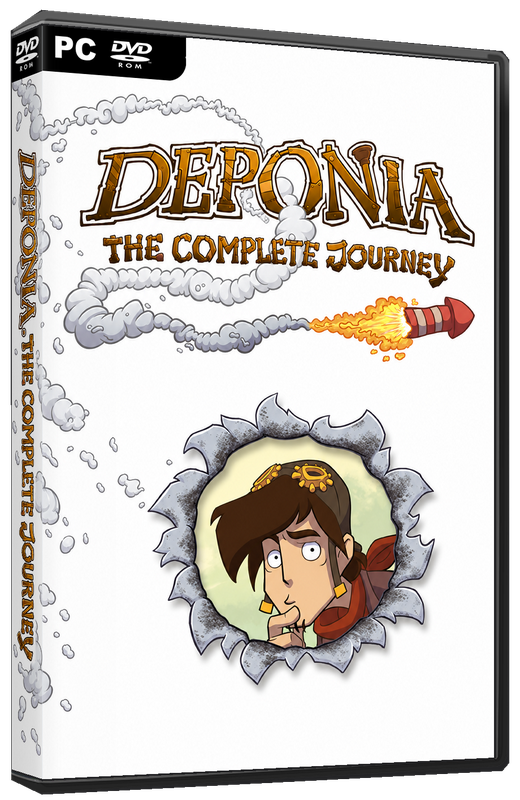 DVD
ROM
PC DVD
ROM
DEPONIA
THE COMPLETE JOURNEY
DEPONIA - THE COMPLETE JOURNEY